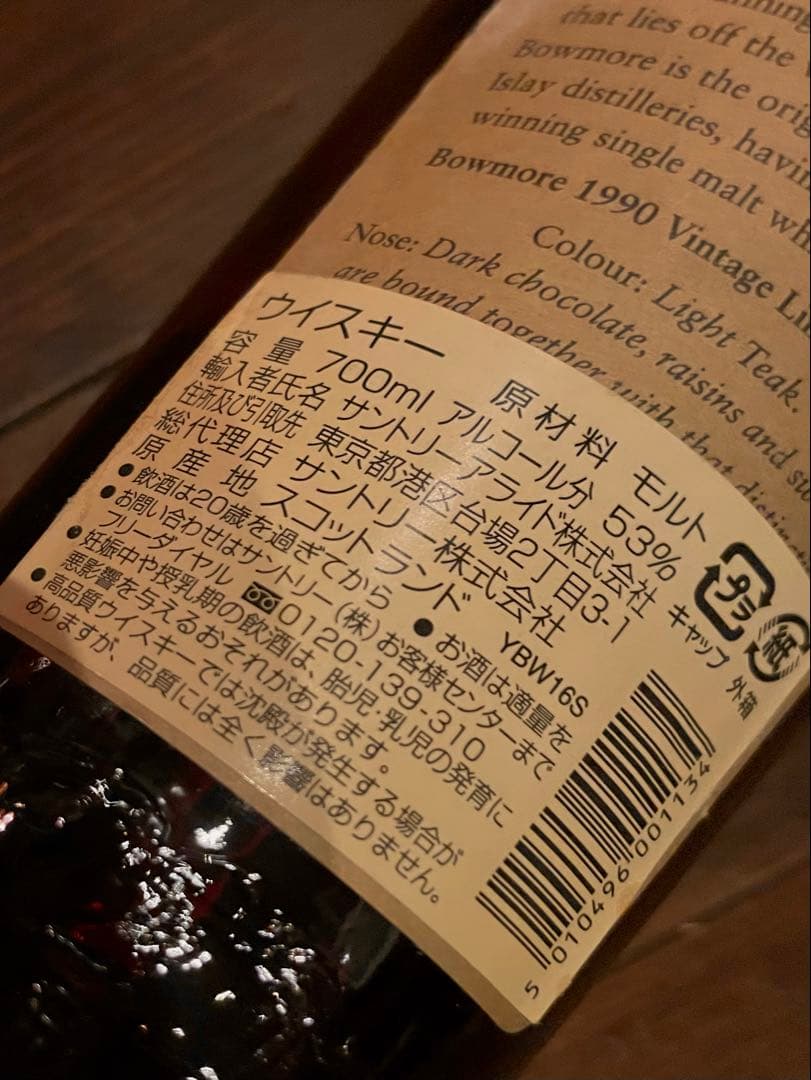 that lies off the
Bowmore is the
Islay distilleries,
winning single malt
Bowmore 1990 Vintage
Colour: Light Teak.
Nose: Dark chocolate, raisins and
are bound together with that
ウイスキー 原材料 モルト
容量 700ml アルコール分 53%
輸入者氏名 サントリーアライド株式会社
住所及び引取先 東京都港区台場2丁目3-1
総代理店 サントリー株式会社
原産地 スコットランド YBW16S
●飲酒は20歳を過ぎてから ●お酒は適量を
●お問い合わせはサントリー(株)お客様センターまで
フリーダイヤル 0120-139-310
●妊娠中や授乳期の飲酒は、胎児・乳児の発育に
悪影響を与えるおそれがあります。
●高品質ウイスキーでは沈殿が発生する場合が
ありますが、品質には全く影響はありません。
プラ
キャップ
紙
外箱
5 010496 001134